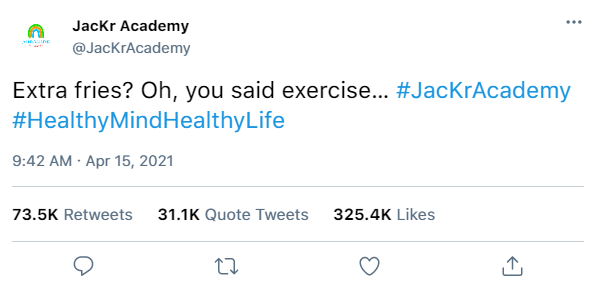 JacKr Academy
@JacKrAcademy
Extra fries? Oh, you said exercise... #JacKrAcademy
#HealthyMindHealthyLife
9:42 AM · Apr 15, 2021
73.5K Retweets 31.1K Quote Tweets 325.4K Likes